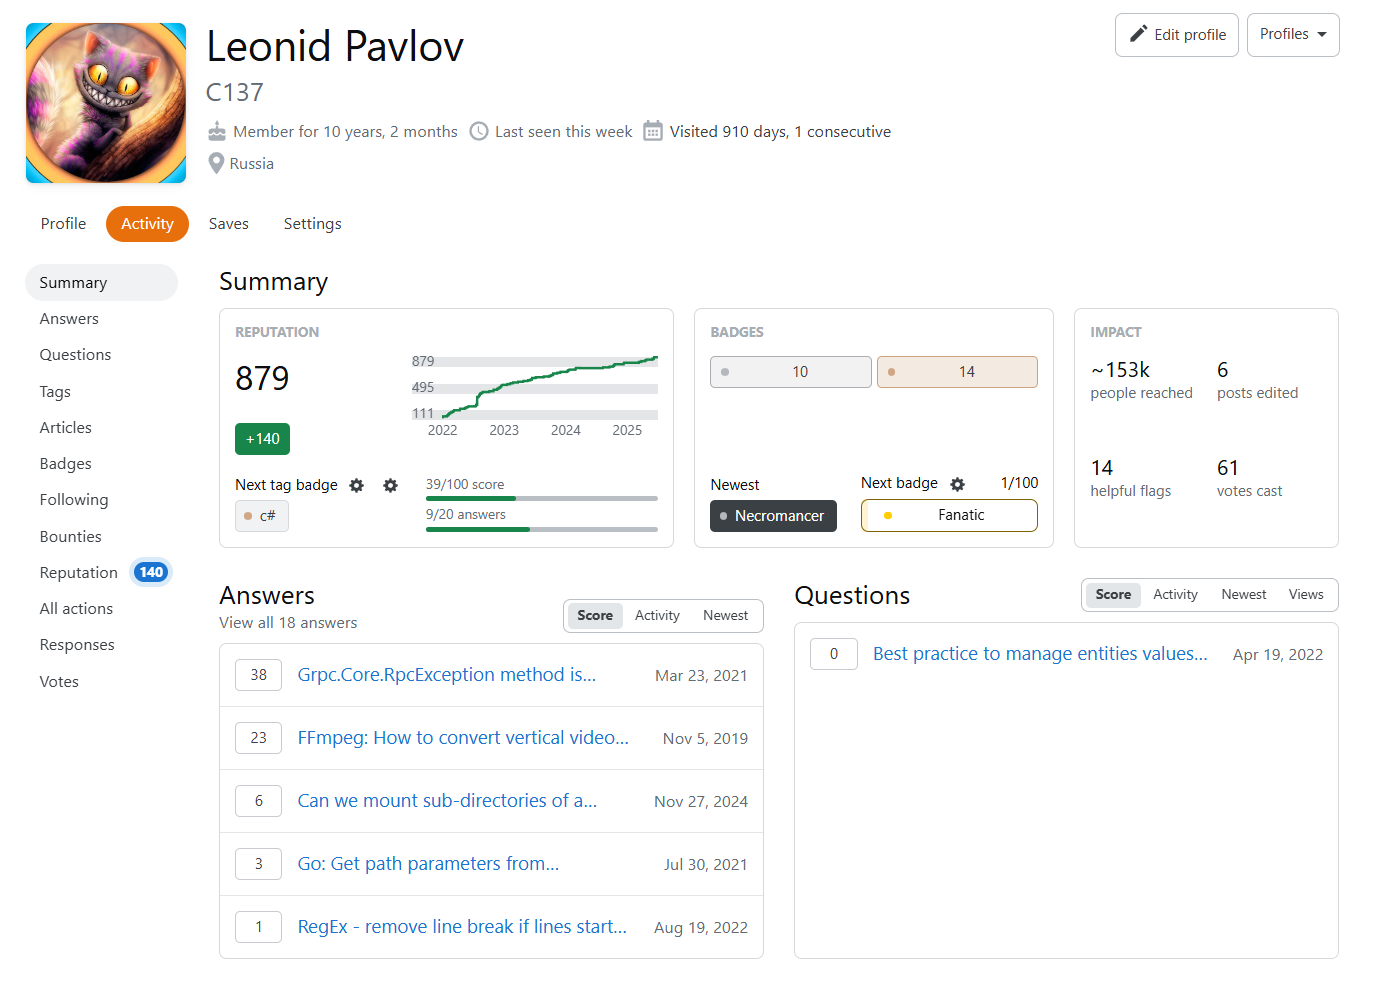 Leonid Pavlov
Edit profile
Profiles
C137
Member for 10 years, 2 months
Last seen this week
Visited 910 days, 1 consecutive
Russia
Profile
Activity
Saves
Settings
Summary
Answers
Questions
Tags
Articles
Badges
Following
Bounties
Reputation 140
All actions
Responses
Votes
Summary
REPUTATION
879
+140
879
495
111
2022 2023 2024 2025
Next tag badge
c#
39/100 score
9/20 answers
BADGES
10
14
Newest
Necromancer
Next badge
1/100
Fanatic
IMPACT
~153k
people reached
6
posts edited
14
helpful flags
61
votes cast
Answers
View all 18 answers
Score Activity Newest
38 Grpc.Core.RpcException method is... Mar 23, 2021
23 FFmpeg: How to convert vertical video... Nov 5, 2019
6 Can we mount sub-directories of a... Nov 27, 2024
3 Go: Get path parameters from... Jul 30, 2021
1 RegEx - remove line break if lines start... Aug 19, 2022
Questions
Score Activity Newest Views
0 Best practice to manage entities values... Apr 19, 2022